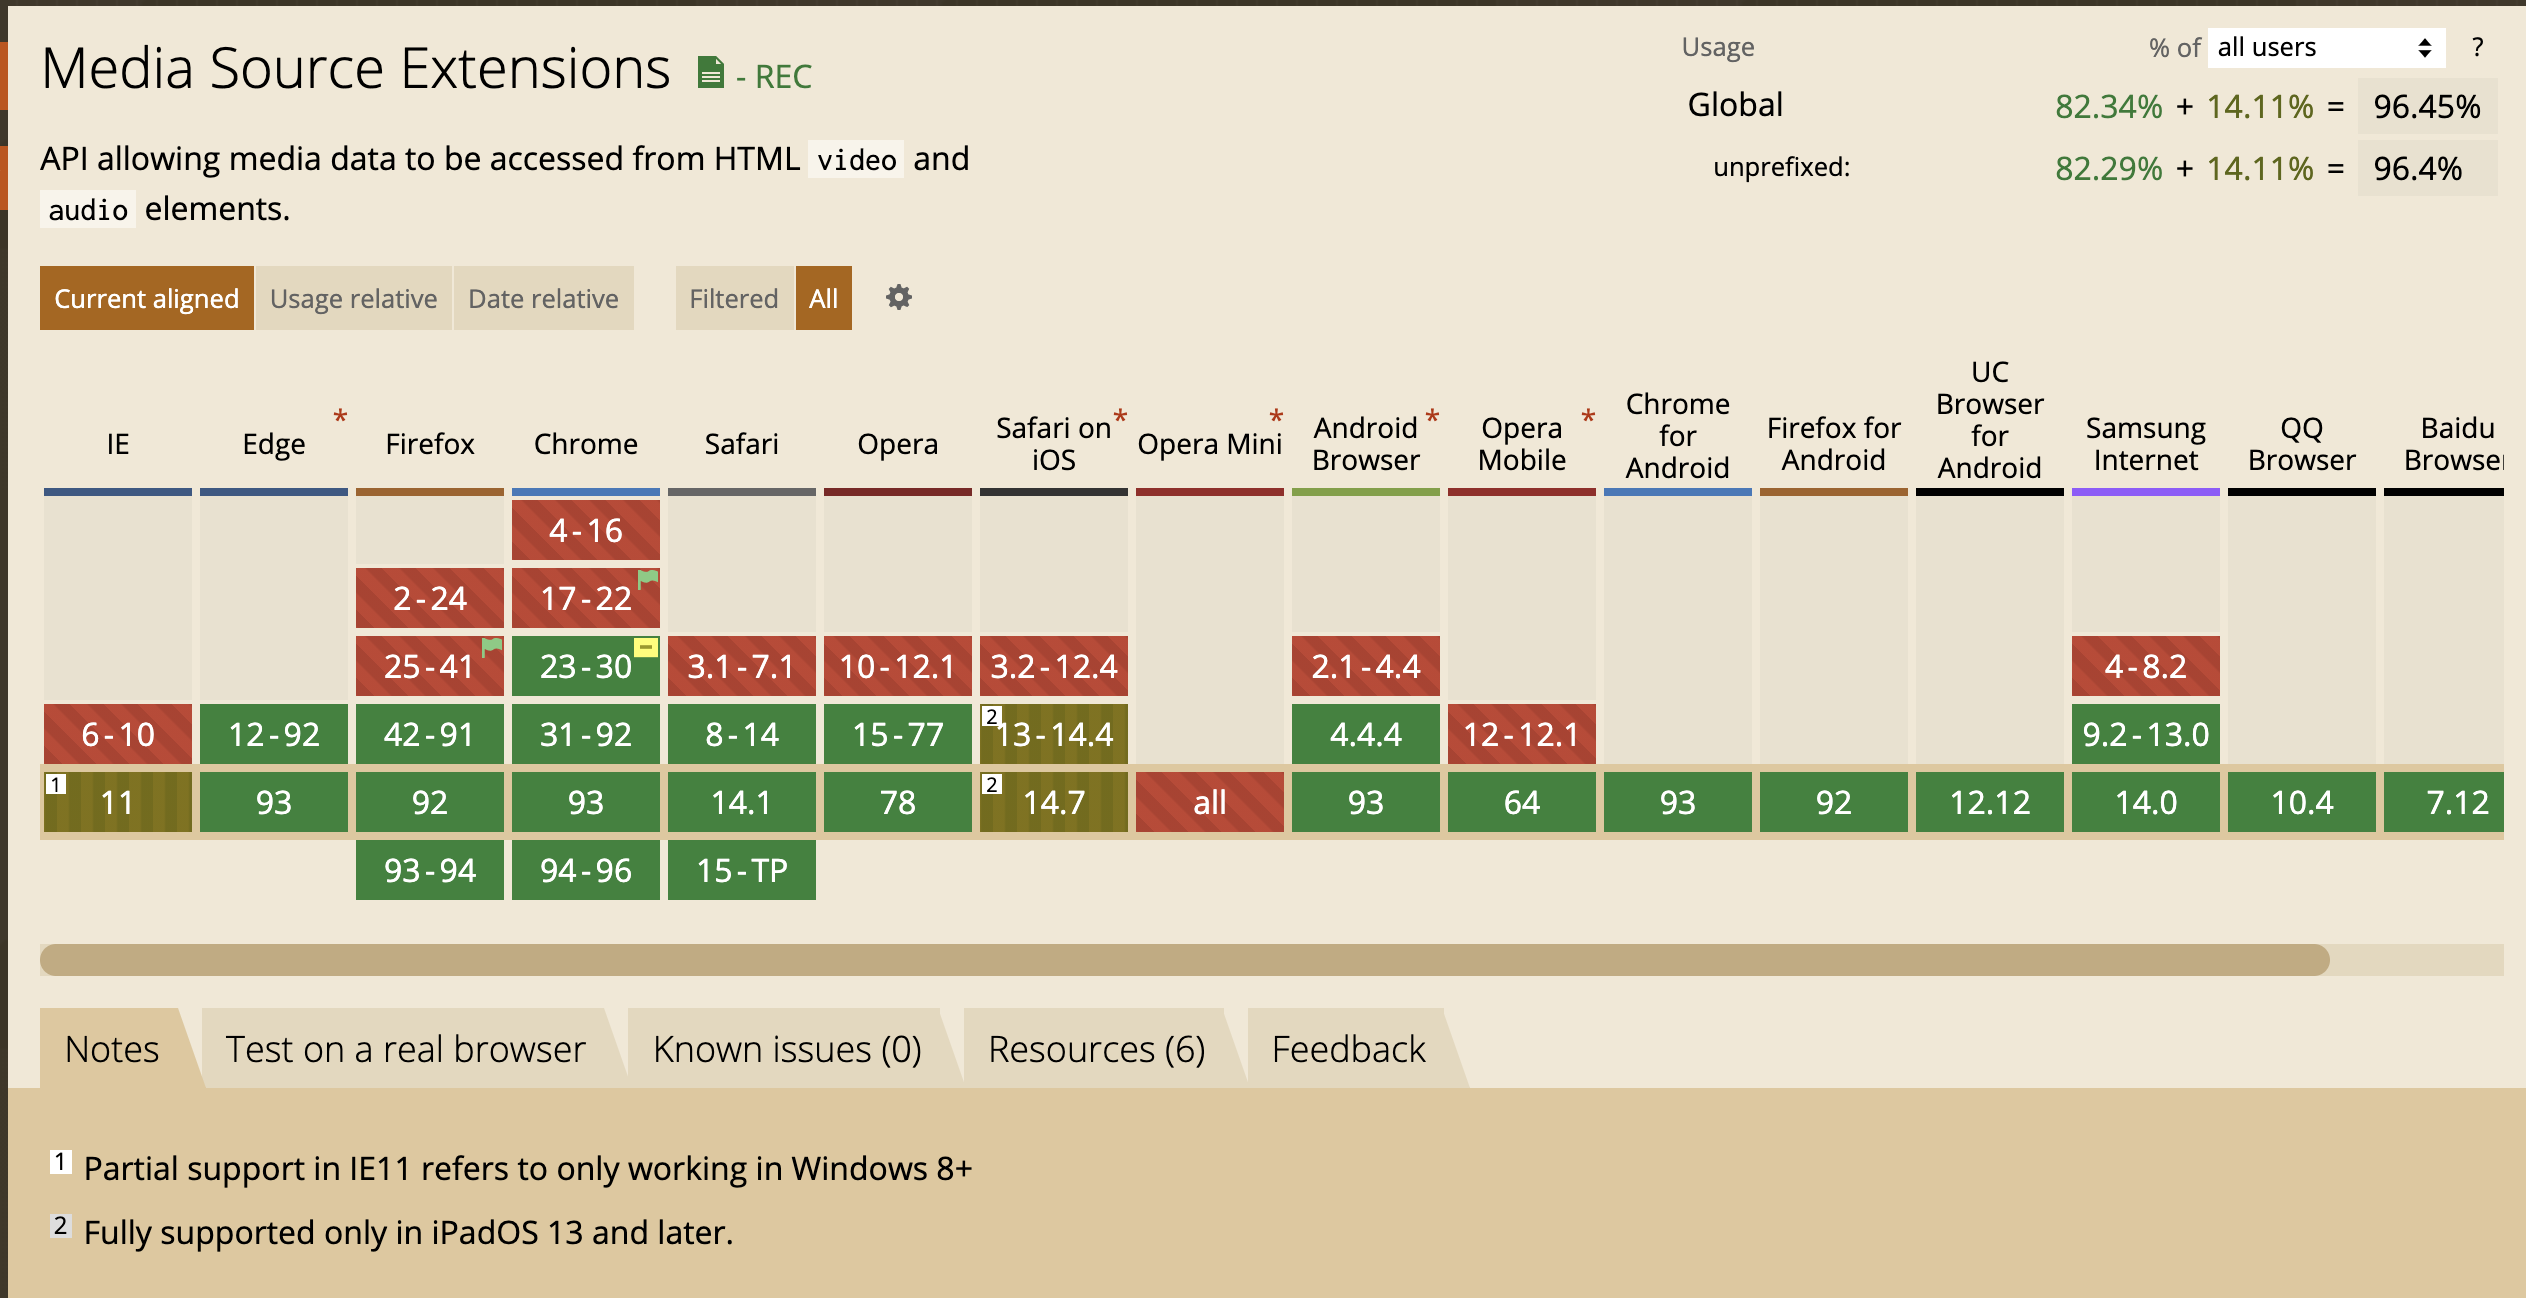 Media Source Extensions - REC
API allowing media data to be accessed from HTML video and
audio elements.
Usage % of all users ?
Global 82.34% + 14.11% = 96.45%
unprefixed: 82.29% + 14.11% = 96.4%
Current aligned Usage relative Date relative Filtered All
IE
Edge *
Firefox
Chrome
Safari
Opera
Safari on *
iOS
Opera Mini *
Android *
Browser
Opera *
Mobile
Chrome
for
Android
Firefox for
Android
UC
Browser
for
Android
Samsung
Internet
QQ
Browser
Baidu
Browser
4-16
2-24 17-22
25-41 23-30 3.1-7.1 10-12.1 3.2-12.4 2.1-4.4 4-8.2
6-10 12-92 42-91 31-92 8-14 15-77 2 13-14.4 4.4.4 12-12.1 9.2-13.0
1 11 93 92 93 14.1 78 2 14.7 all 93 64 93 92 12.12 14.0 10.4 7.12
93-94 94-96 15-TP
Notes Test on a real browser Known issues (0) Resources (6) Feedback
1 Partial support in IE11 refers to only working in Windows 8+
2 Fully supported only in iPadOS 13 and later.